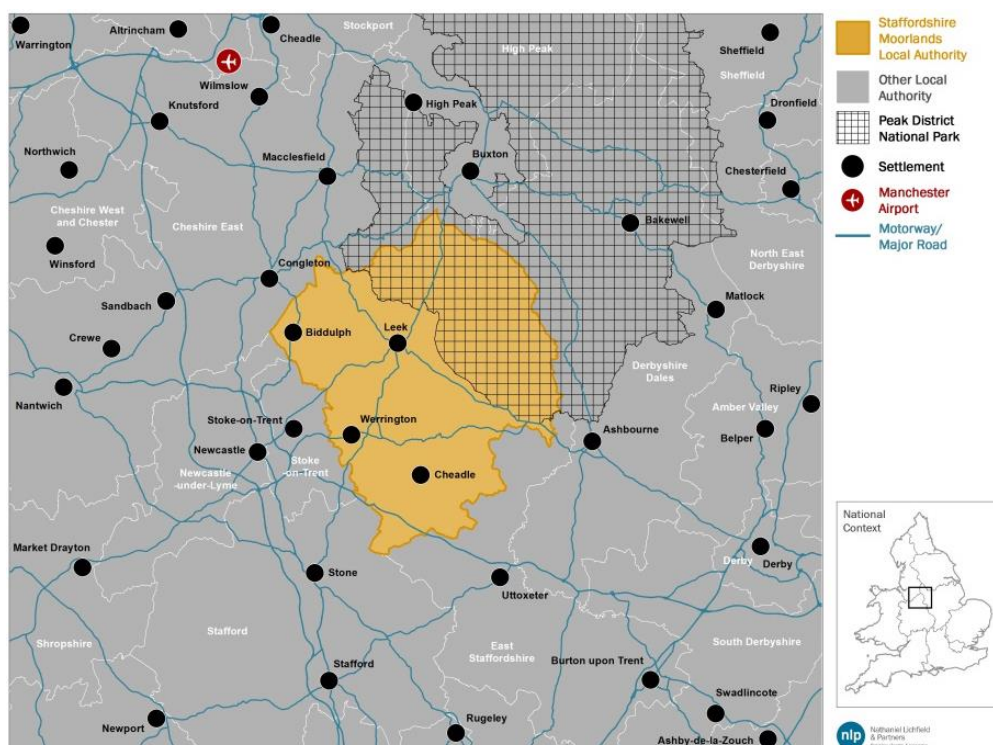 Warrington
Altrincham
Cheadle
Stockport
High Peak
Sheffield
Sheffield
Wilmslow
Knutsford
High Peak
Dronfield
Northwich
Macclesfield
Buxton
Chesterfield
Cheshire West
and Chester
Cheshire East
Bakewell
Winsford
North East
Derbyshire
Congleton
Sandbach
Matlock
Crewe
Biddulph
Leek
Derbyshire
Dales
Nantwich
Ripley
Amber Valley
Stoke-on-Trent
Werrington
Ashbourne
Belper
Newcastle
Stoke
-on-Trent
Newcastle
-under-Lyme
Cheadle
Market Drayton
Stone
Uttoxeter
Derby
Derby
Shropshire
Stafford
East
Staffordshire
South Derbyshire
Stafford
Burton upon Trent
Swadlincote
Newport
Rugeley
Ashby-de-la-Zouch
Staffordshire
Moorlands
Local Authority
Other Local
Authority
Peak District
National Park
Settlement
Manchester
Airport
Motorway/
Major Road
National
Context
nlp
Nathaniel Lichfield
& Partners